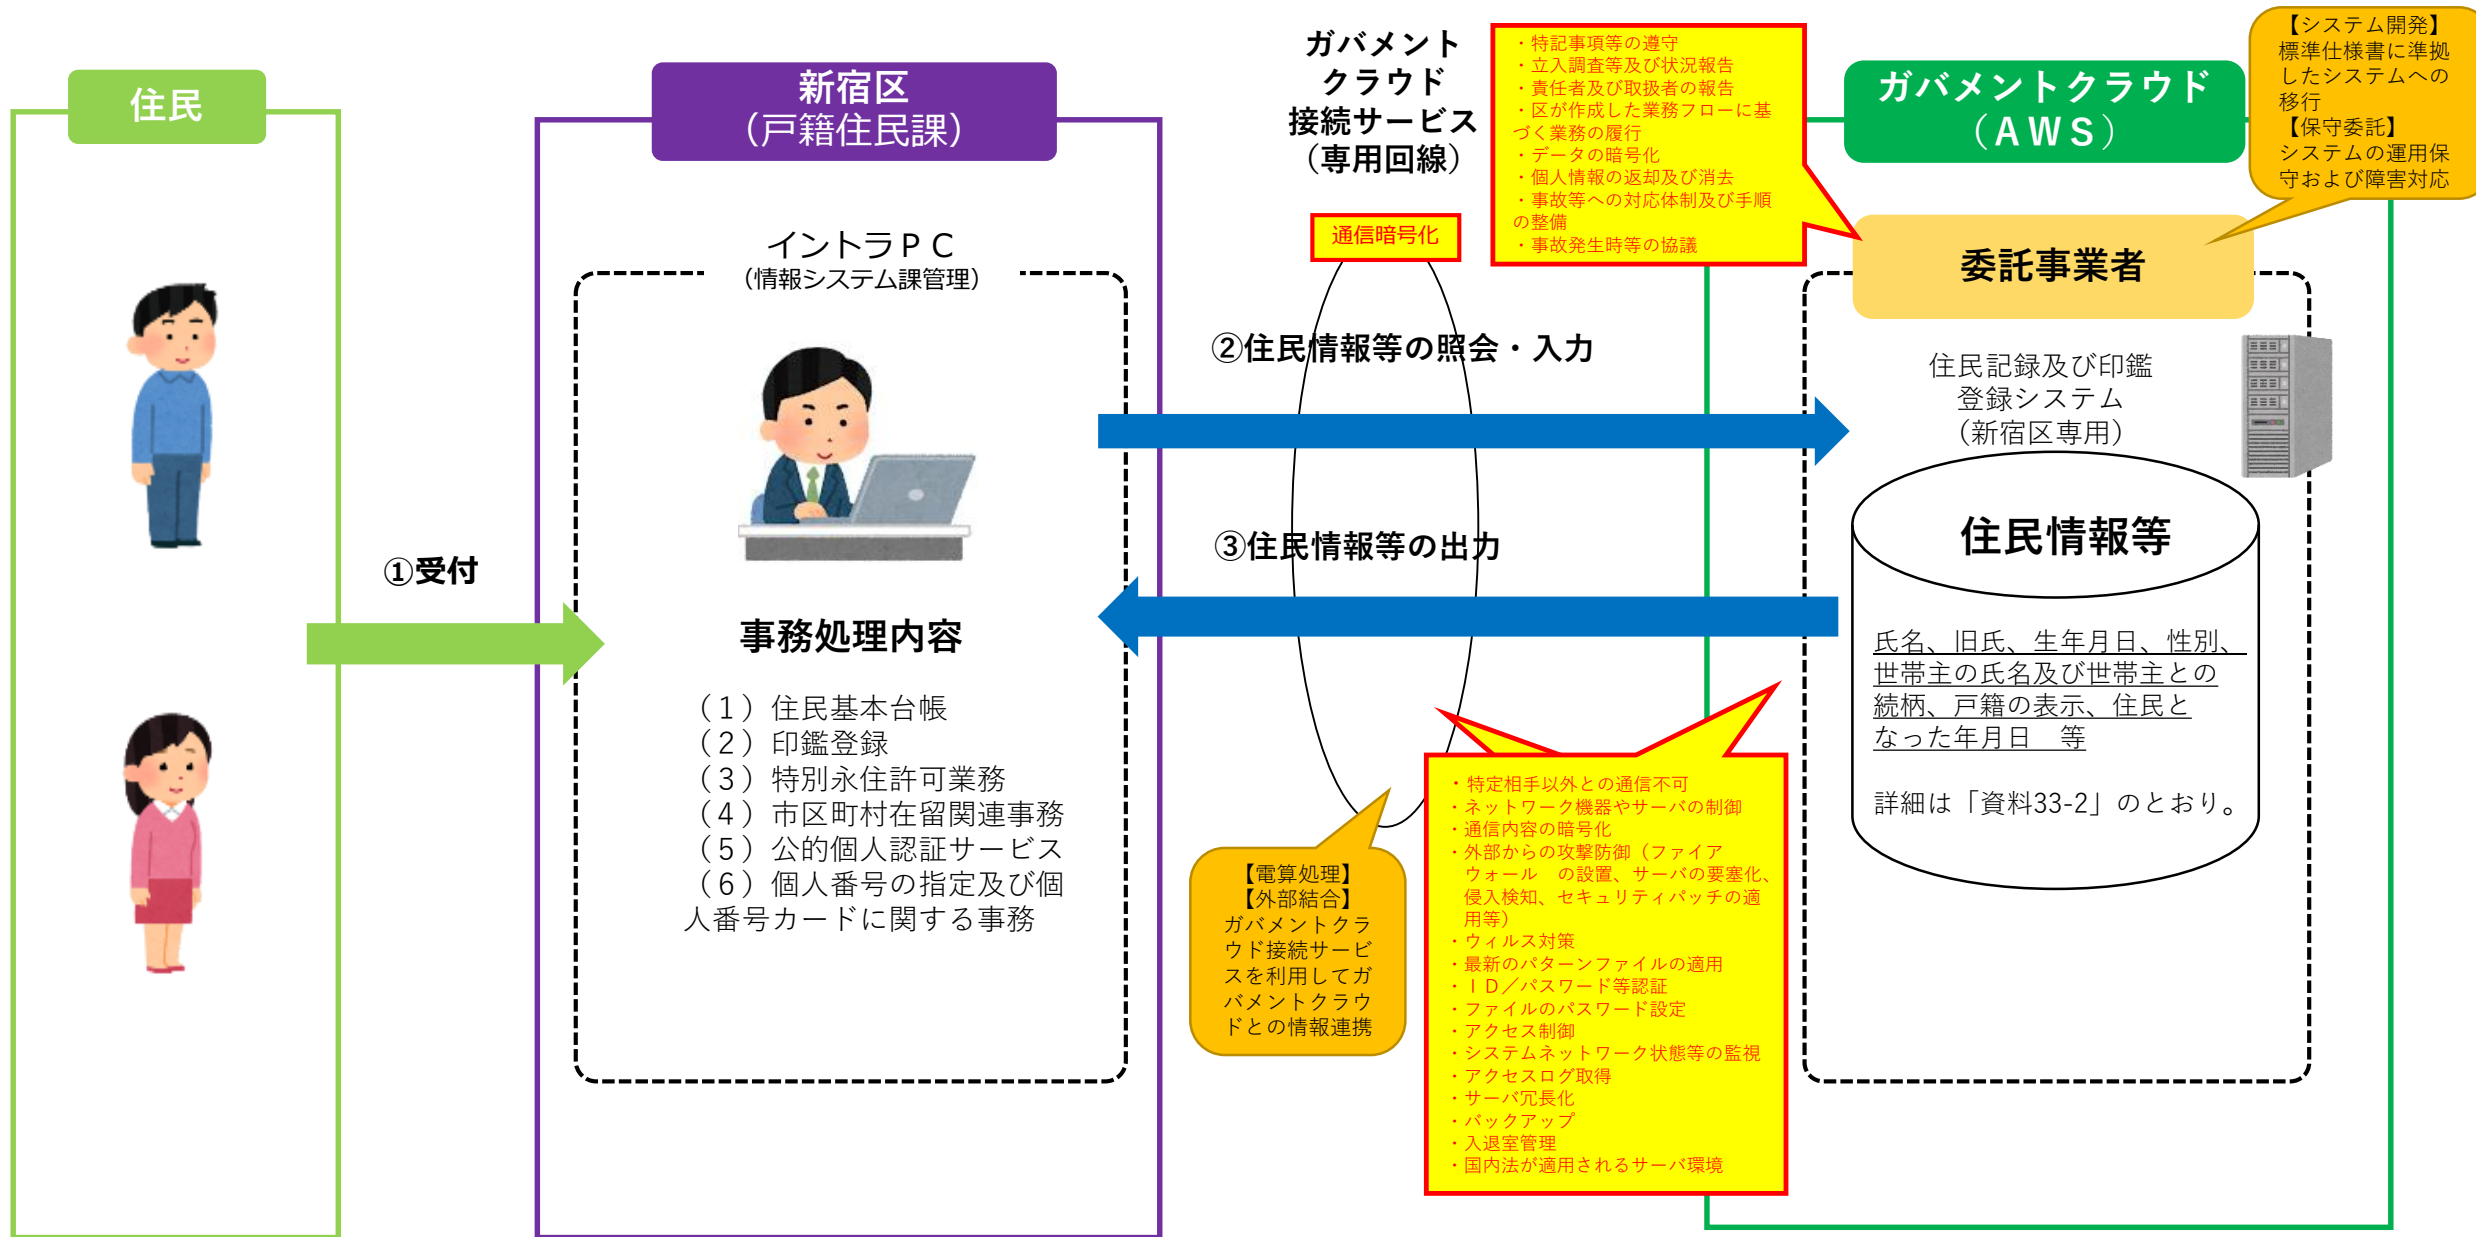 住民
①受付
新宿区
（戸籍住民課）
イントラＰＣ
（情報システム課管理）
事務処理内容
（１）住民基本台帳
（２）印鑑登録
（３）特別永住許可業務
（４）市区町村在留関連事務
（５）公的個人認証サービス
（６）個人番号の指定及び個
人番号カードに関する事務
ガバメント
クラウド
接続サービス
（専用回線）
通信暗号化
②住民情報等の照会・入力
③住民情報等の出力
【電算処理】
【外部結合】
ガバメントクラ
ウド接続サービ
スを利用してガ
バメントクラウ
ドとの情報連携
・特記事項等の遵守
・立入調査等及び状況報告
・責任者及び取扱者の報告
・区が作成した業務フローに基
づく業務の履行
・データの暗号化
・個人情報の返却及び消去
・事故等への対応体制及び手順
の整備
・事故発生時等の協議
・特定相手以外との通信不可
・ネットワーク機器やサーバの制御
・通信内容の暗号化
・外部からの攻撃防御（ファイア
ウォール　の設置、サーバの要塞化、
侵入検知、セキュリティパッチの適
用等）
・ウィルス対策
・最新のパターンファイルの適用
・ＩＤ／パスワード等認証
・ファイルのパスワード設定
・アクセス制御
・システムネットワーク状態等の監視
・アクセスログ取得
・サーバ冗長化
・バックアップ
・入退室管理
・国内法が適用されるサーバ環境
ガバメントクラウド
（ＡＷＳ）
【システム開発】
標準仕様書に準拠
したシステムへの
移行
【保守委託】
システムの運用保
守および障害対応
委託事業者
住民記録及び印鑑
登録システム
（新宿区専用）
住民情報等
氏名、旧氏、生年月日、性別、
世帯主の氏名及び世帯主との
続柄、戸籍の表示、住民と
なった年月日　等
詳細は「資料33-2」のとおり。